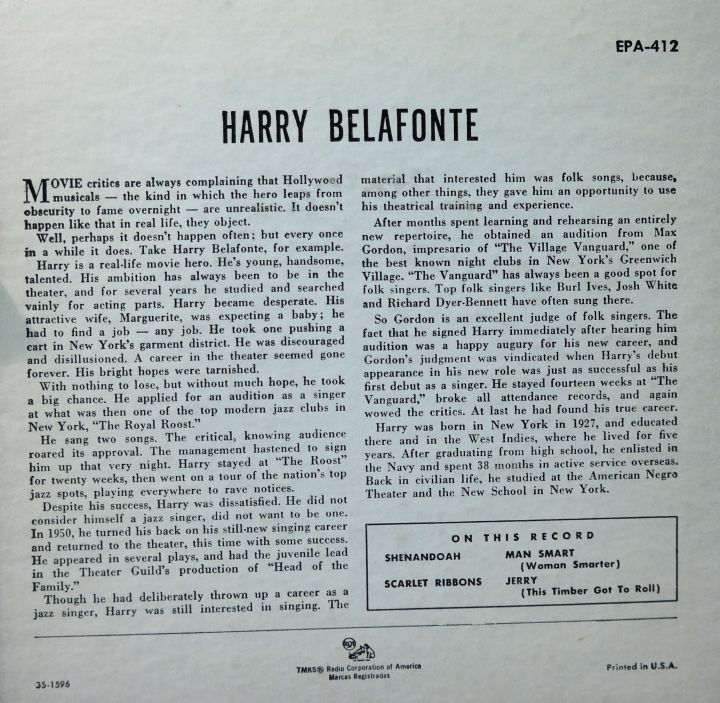 EPA-412
HARRY BELAFONTE
MOVIE critics are always complaining that Hollywood
musicals — the kind in which the hero leaps from
obscurity to fame overnight — are unrealistic. It doesn't
happen like that in real life, they object.
Well, perhaps it doesn't happen often; but every once
in a while it does. Take Harry Belafonte, for example.
Harry is a real-life movie hero. He's young, handsome,
talented. His ambition has always been to be in the
theater, and for several years he studied and searched
vainly for acting parts. Harry became desperate. His
attractive wife, Marguerite, was expecting a baby; he
had to find a job — any job. He took one pushing a
cart in New York's garment district. He was discouraged
and disillusioned. A career in the theater seemed gone
forever. His bright hopes were tarnished.
With nothing to lose, but without much hope, he took
a big chance. He applied for an audition as a singer
at what was then one of the top modern jazz clubs in
New York, "The Royal Roost."
He sang two songs. The critical, knowing audience
roared its approval. The management hastened to sign
him up that very night. Harry stayed at "The Roost"
for twenty weeks, then went on a tour of the nation's top
jazz spots, playing everywhere to rave notices.
Despite his success, Harry was dissatisfied. He did not
consider himself a jazz singer, did not want to be one.
In 1950, he turned his back on his still-new singing career
and returned to the theater, this time with some success.
He appeared in several plays, and had the juvenile lead
in the Theater Guild's production of "Head of the
Family."
Though he had deliberately thrown up a career as a
jazz singer, Harry was still interested in singing. The
material that interested him was folk songs, because,
among other things, they gave him an opportunity to use
his theatrical training and experience.
After months spent learning and rehearsing an entirely
new repertoire, he obtained an audition from Max
Gordon, impresario of "The Village Vanguard," one of
the best known night clubs in New York's Greenwich
Village. "The Vanguard" has always been a good spot for
folk singers. Top folk singers like Burl Ives, Josh White
and Richard Dyer-Bennett have often sung there.
So Gordon is an excellent judge of folk singers. The
fact that he signed Harry immediately after hearing him
audition was a happy augury for his new career, and
Gordon's judgment was vindicated when Harry's debut
appearance in his new role was just as successful as his
first debut as a singer. He stayed fourteen weeks at "The
Vanguard," broke all attendance records, and again
wowed the critics. At last he had found his true career.
Harry was born in New York in 1927, and educated
there and in the West Indies, where he lived for five
years. After graduating from high school, he enlisted in
the Navy and spent 38 months in active service overseas.
Back in civilian life, he studied at the American Negro
Theater and the New School in New York.
ON THIS RECORD
SHENANDOAH MAN SMART
(Woman Smarter)
SCARLET RIBBONS JERRY
(This Timber Got To Roll)
RCA
TMKS® Radio Corporation of America
Marcas Registradas
Printed in U.S.A.
3S-1596